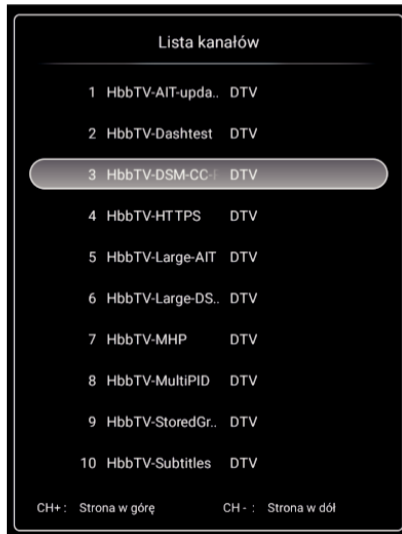 Lista kanałów
1 HbbTV-AIT-upda.. DTV
2 HbbTV-Dashtest DTV
3 HbbTV-DSM-CC- DTV
4 HbbTV-HTTPS DTV
5 HbbTV-Large-AIT DTV
6 HbbTV-Large-DS.. DTV
7 HbbTV-MHP DTV
8 HbbTV-MultiPID DTV
9 HbbTV-StoredGr.. DTV
10 HbbTV-Subtitles DTV
CH+ : Strona w górę CH - : Strona w dół